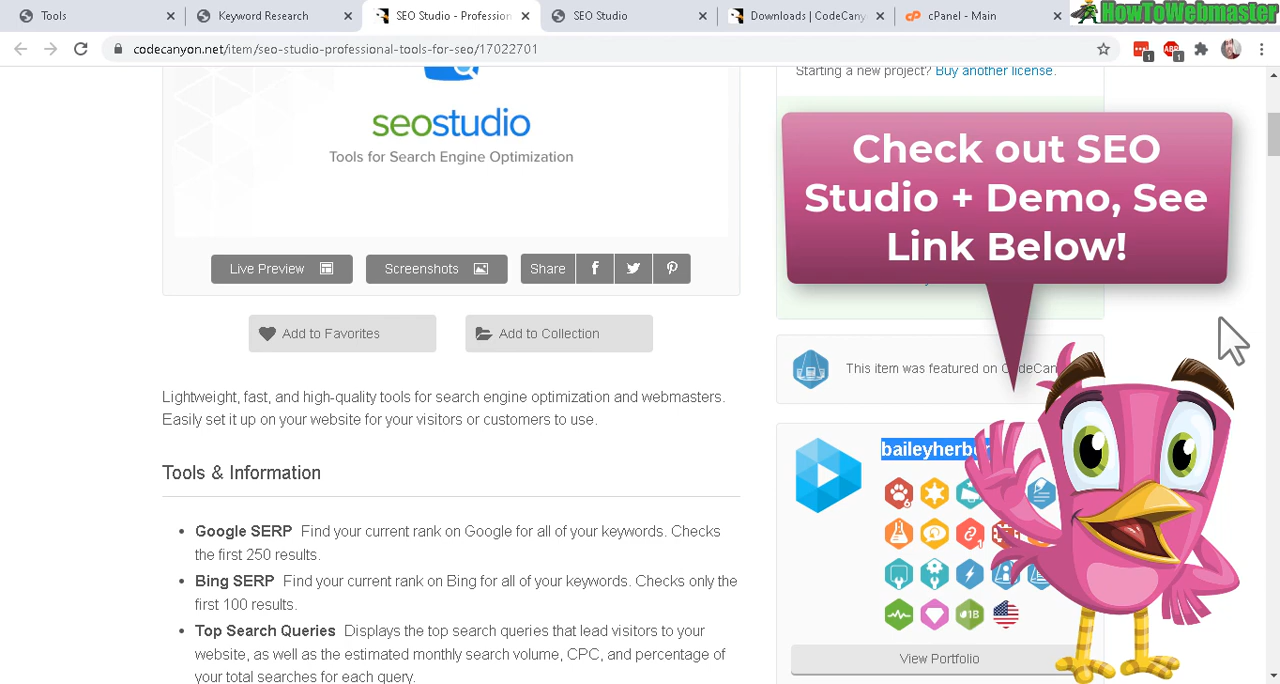 Tools
Keyword Research
SEO Studio - Profession
SEO Studio
Downloads | CodeCany
cPanel - Main
HowToWebmaster
codecanyon.net/item/seo-studio-professional-tools-for-seo/17022701
1
1
Starting a new project? Buy another license.
seostudio
Tools for Search Engine Optimization
Check out SEO
Studio + Demo, See
Link Below!
Live Preview
Screenshots
Share
Add to Favorites
Add to Collection
This item was featured on CodeCan
Lightweight, fast, and high-quality tools for search engine optimization and webmasters.
Easily set it up on your website for your visitors or customers to use.
baileyherber
Tools & Information
Google SERP Find your current rank on Google for all of your keywords. Checks
the first 250 results.
Bing SERP Find your current rank on Bing for all of your keywords. Checks only the
first 100 results.
Top Search Queries Displays the top search queries that lead visitors to your
website, as well as the estimated monthly search volume, CPC, and percentage of
your total searches for each query.
1B
View Portfolio